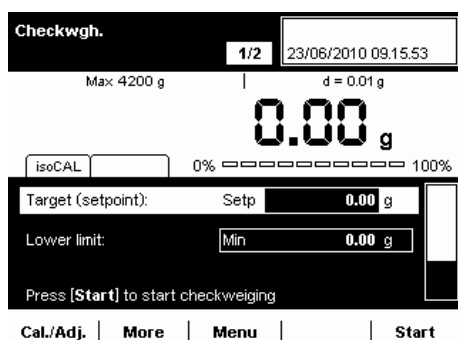 Checkwgh.
1/2 23/06/2010 09.15.53
Max 4200 g d = 0.01 g
0.00 g
isoCAL 0% 100%
Target (setpoint): Setp 0.00 g
Lower limit: Min 0.00 g
Press [Start] to start checkweiging
Cal./Adj. More Menu Start